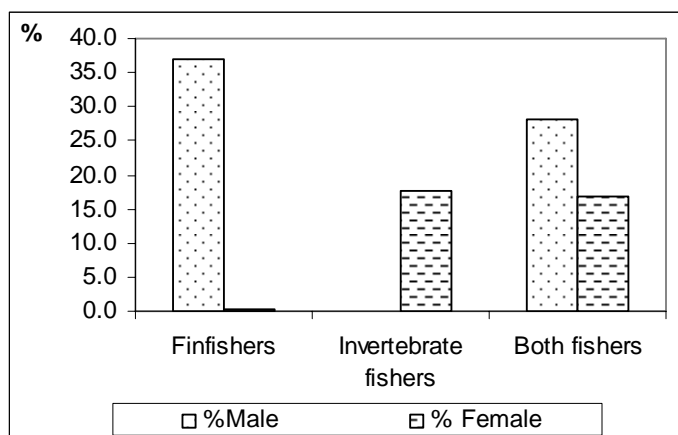 %
40.0
35.0
30.0
25.0
20.0
15.0
10.0
5.0
0.0
Finfishers
Invertebrate
fishers
Both fishers
%Male
% Female